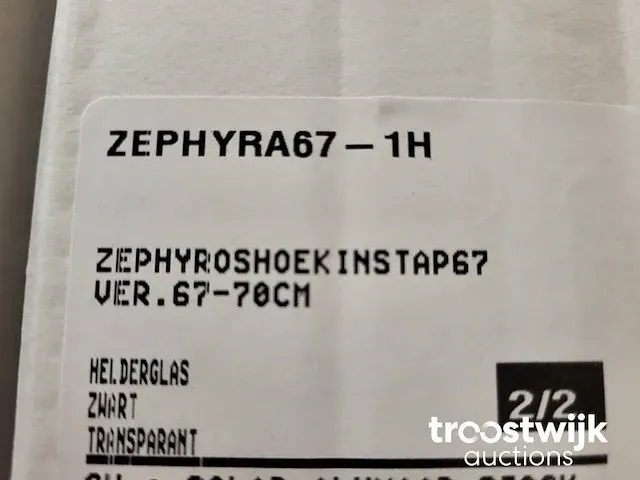 ZEPHYRA67-1H
ZEPHYROSHOEKINSTAP67
VER.67-70CM
HELDERGLAS
ZWART
2/2
TRANSPARANT
troostwijk
auctions